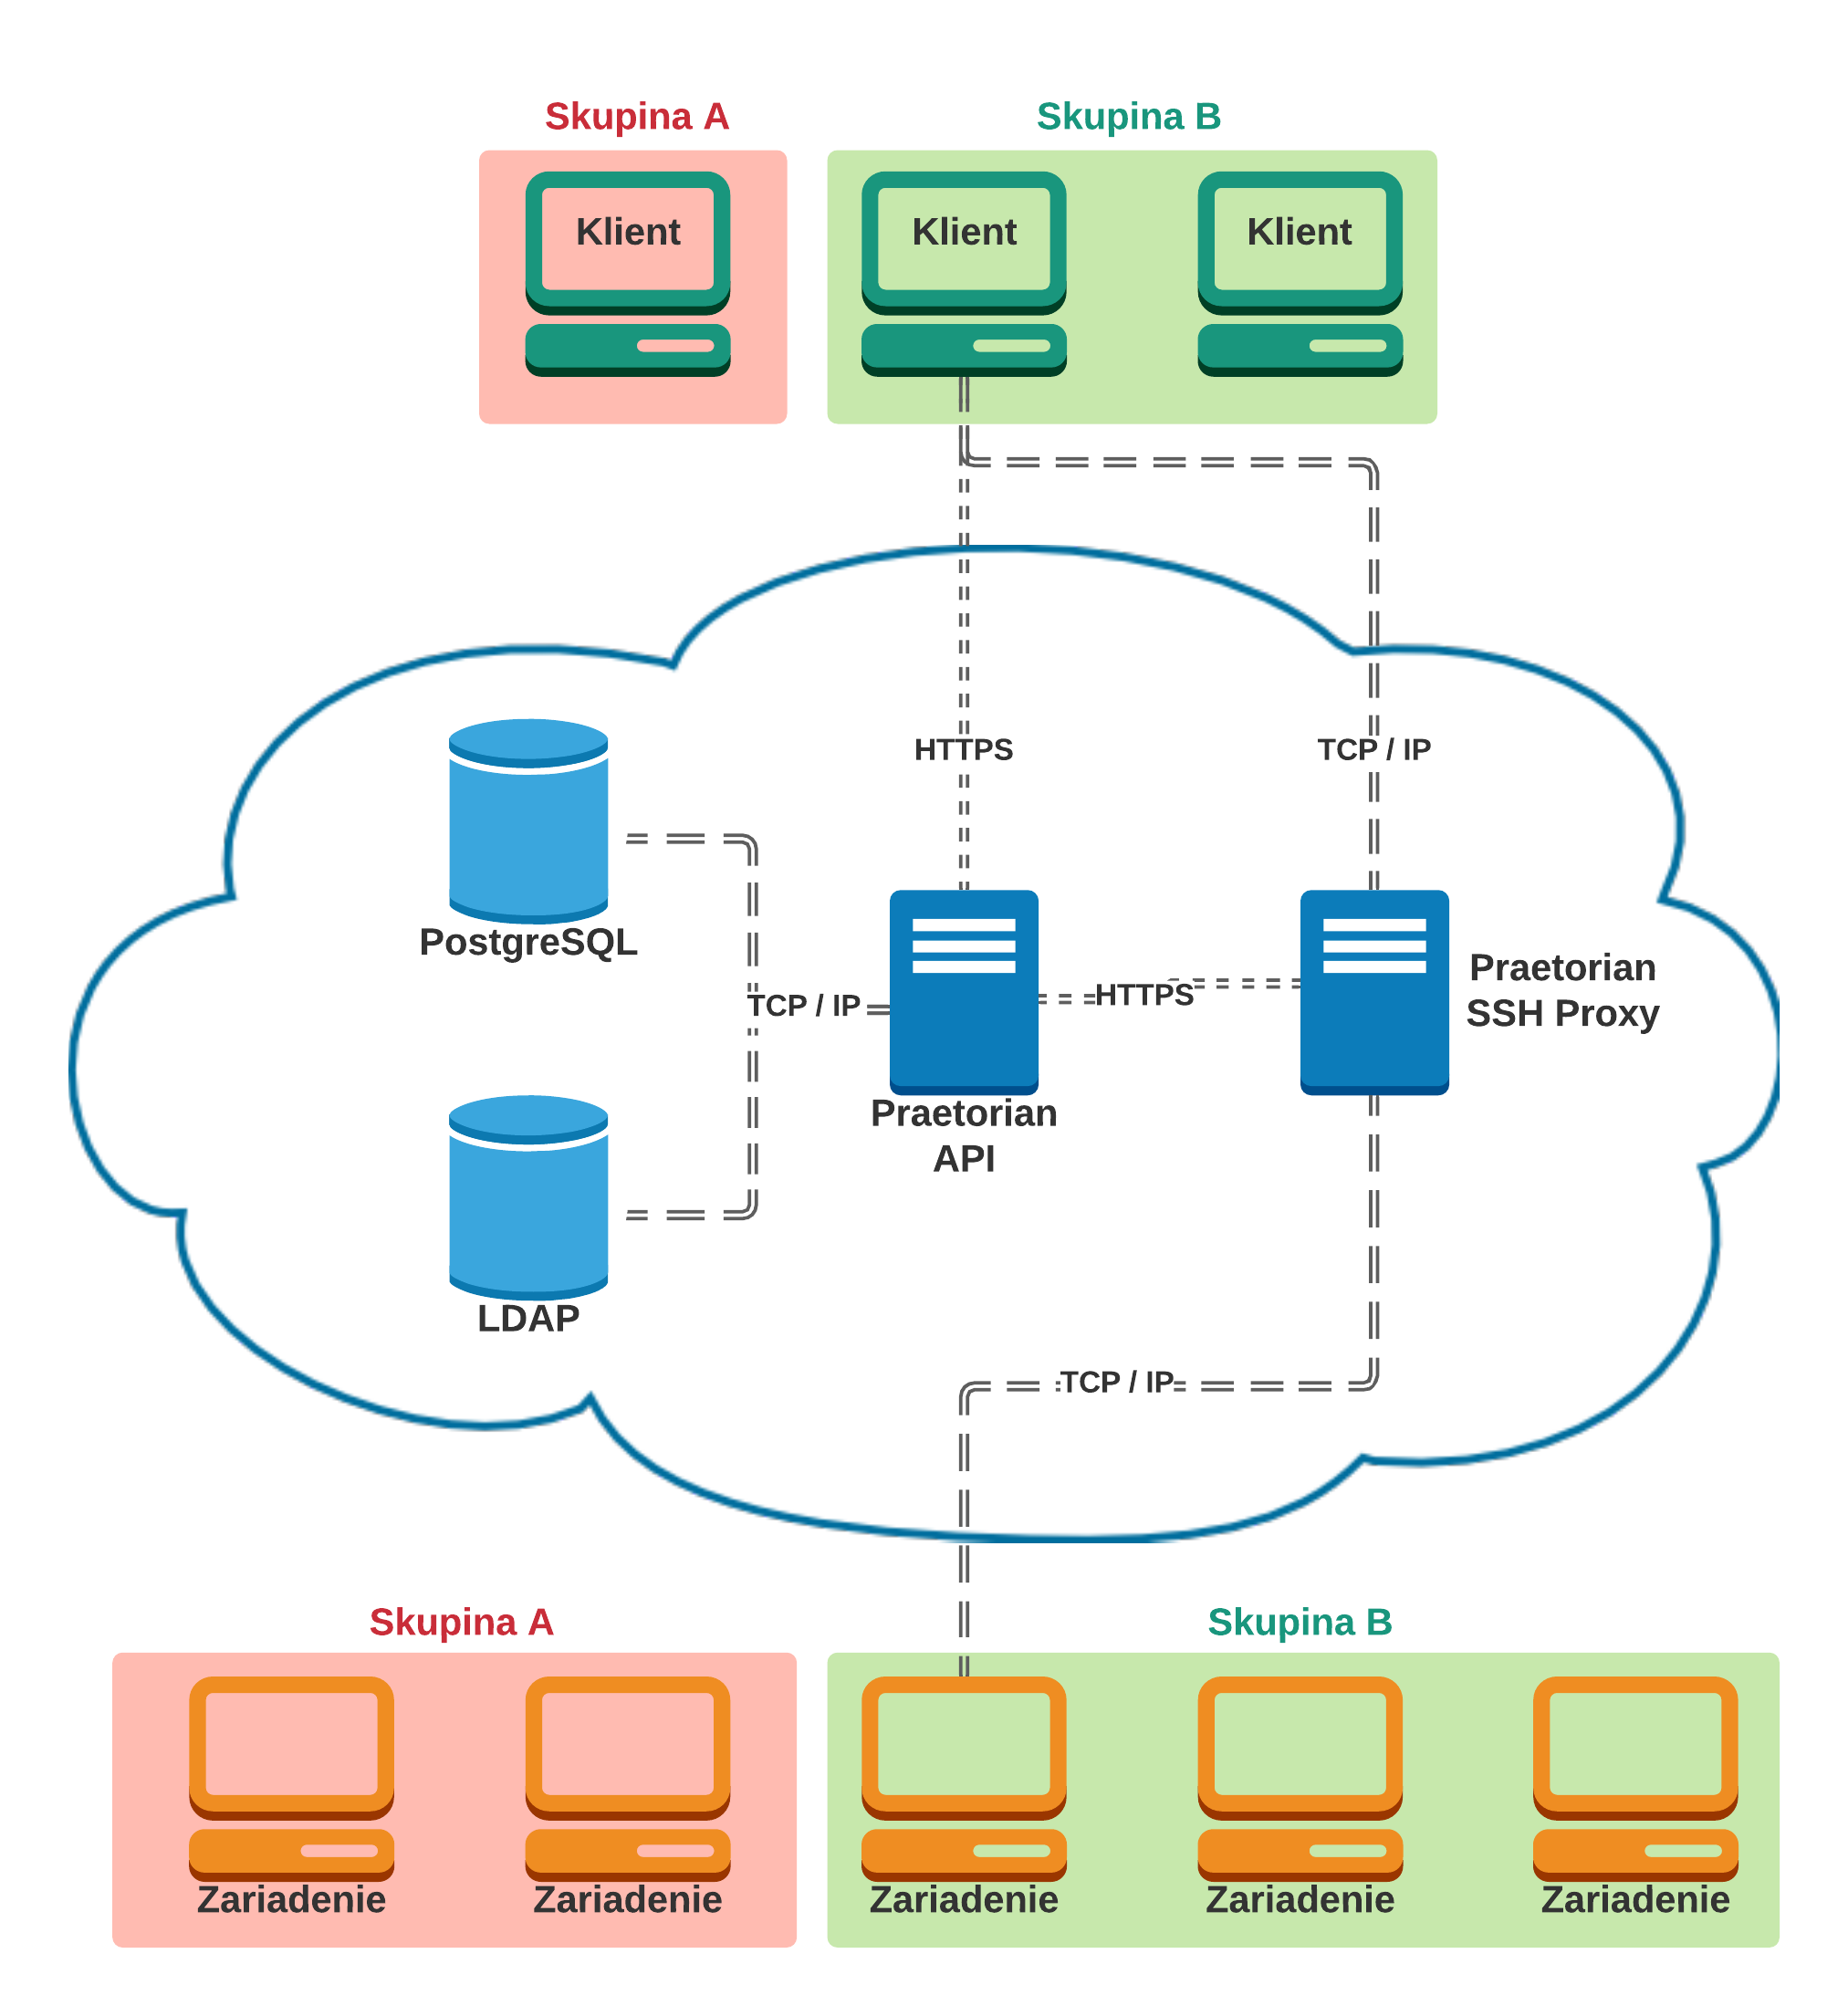 Skupina A
Skupina B
Klient
Klient
Klient
HTTPS
TCP / IP
PostgreSQL
TCP / IP
HTTPS
Praetorian
SSH Proxy
Praetorian
API
LDAP
TCP / IP
Skupina A
Skupina B
Zariadenie
Zariadenie
Zariadenie
Zariadenie
Zariadenie